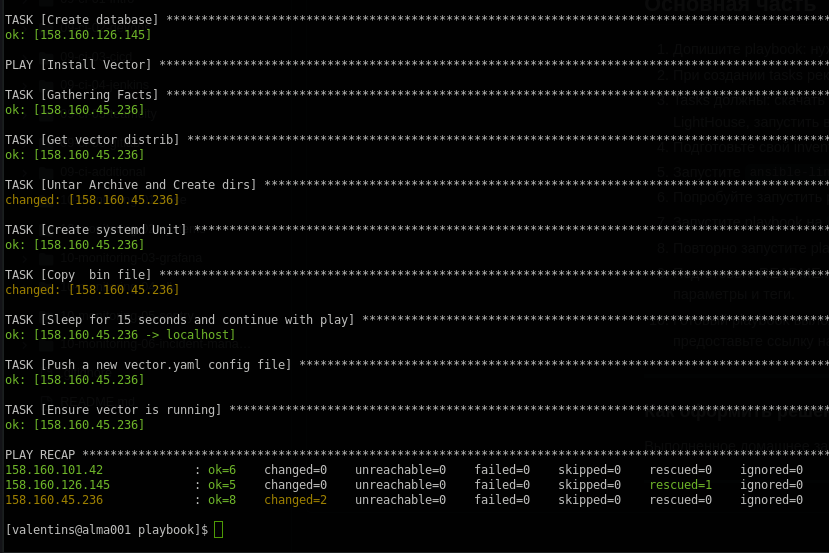 TASK [Create database] ***********************************************************************************************
ok: [158.160.126.145]
PLAY [Install Vector] ************************************************************************************************
TASK [Gathering Facts] ***********************************************************************************************
ok: [158.160.45.236]
TASK [Get vector distrib] ********************************************************************************************
ok: [158.160.45.236]
TASK [Untar Archive and Create dirs] *********************************************************************************
changed: [158.160.45.236]
TASK [Create systemd Unit] *******************************************************************************************
ok: [158.160.45.236]
TASK [Copy  bin file] ************************************************************************************************
changed: [158.160.45.236]
TASK [Sleep for 15 seconds and continue with play] *******************************************************************
ok: [158.160.45.236 -> localhost]
TASK [Push a new vector.yaml config file] ****************************************************************************
ok: [158.160.45.236]
TASK [Ensure vector is running] **************************************************************************************
ok: [158.160.45.236]
PLAY RECAP ***********************************************************************************************************
158.160.101.42             : ok=6    changed=0    unreachable=0    failed=0    skipped=0    rescued=0    ignored=0
158.160.126.145            : ok=5    changed=0    unreachable=0    failed=0    skipped=0    rescued=1    ignored=0
158.160.45.236             : ok=8    changed=2    unreachable=0    failed=0    skipped=0    rescued=0    ignored=0
[valentins@alma001 playbook]$
Основная часть